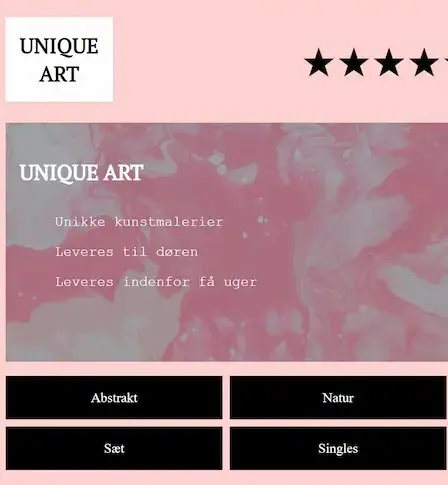 UNIQUE
ART
UNIQUE ART
Unikke kunstmalerier
Leveres til døren
Leveres indenfor få uger
Abstrakt
Natur
Sæt
Singles